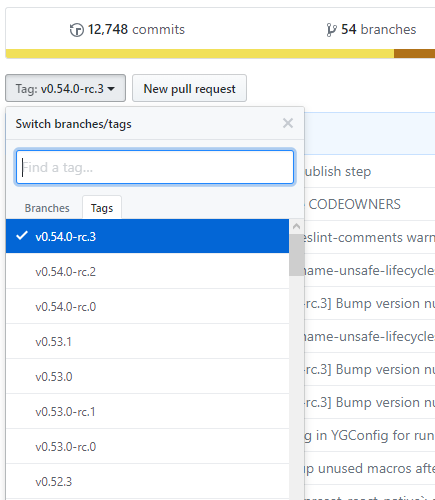 12,748 commits
54 branches
Tag: v0.54.0-rc.3
New pull request
Switch branches/tags
×
Find a tag...
Branches
Tags
v0.54.0-rc.3
v0.54.0-rc.2
v0.54.0-rc.0
v0.53.1
v0.53.0
v0.53.0-rc.1
v0.53.0-rc.0
v0.52.3
ublish step
CODEOWNERS
eslint-comments warn
name-unsafe-lifecycle
rc.3] Bump version nu
name-unsafe-lifecycle
rc.3] Bump version nu
rc.3] Bump version nu
g in YGConfig for run
up unused macros afte